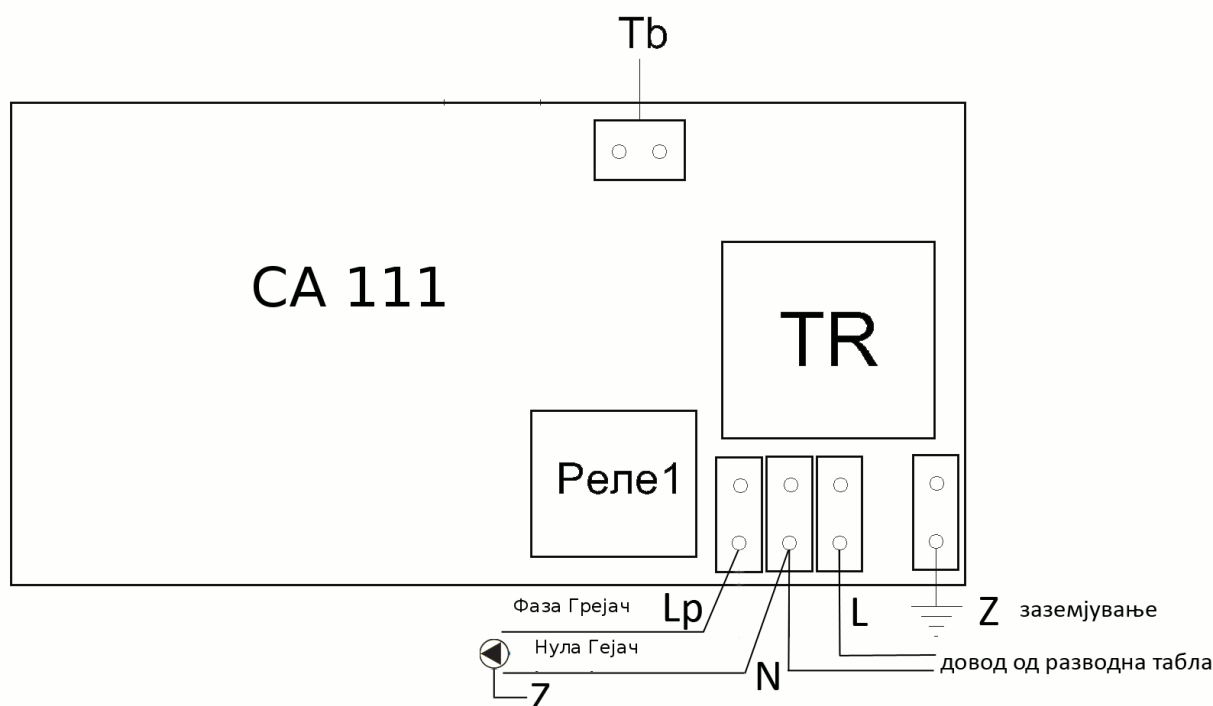 Tb
CA 111
TR
Реле1
Фаза Грејач
Lp
L
Z заземјување
Нула Гејач
N
довод од разводна табла
Z